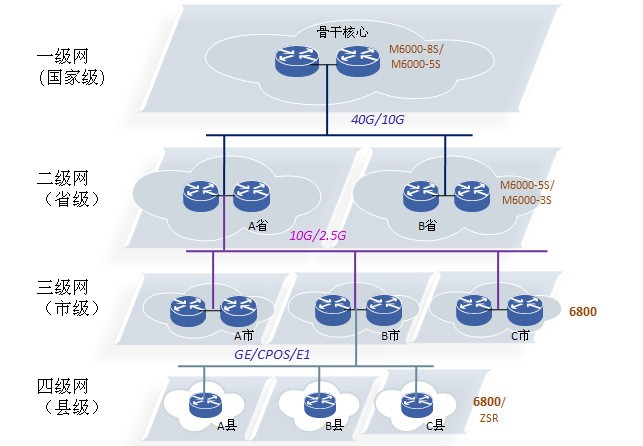 骨干核心
一级网
(国家级)
M6000-8S/
M6000-5S
40G/10G
二级网
（省级）
M6000-5S/
M6000-3S
A省
B省
10G/2.5G
三级网
（市级）
6800
A市
B市
C市
GE/CPOS/E1
四级网
（县级）
6800/
ZSR
A县
B县
C县